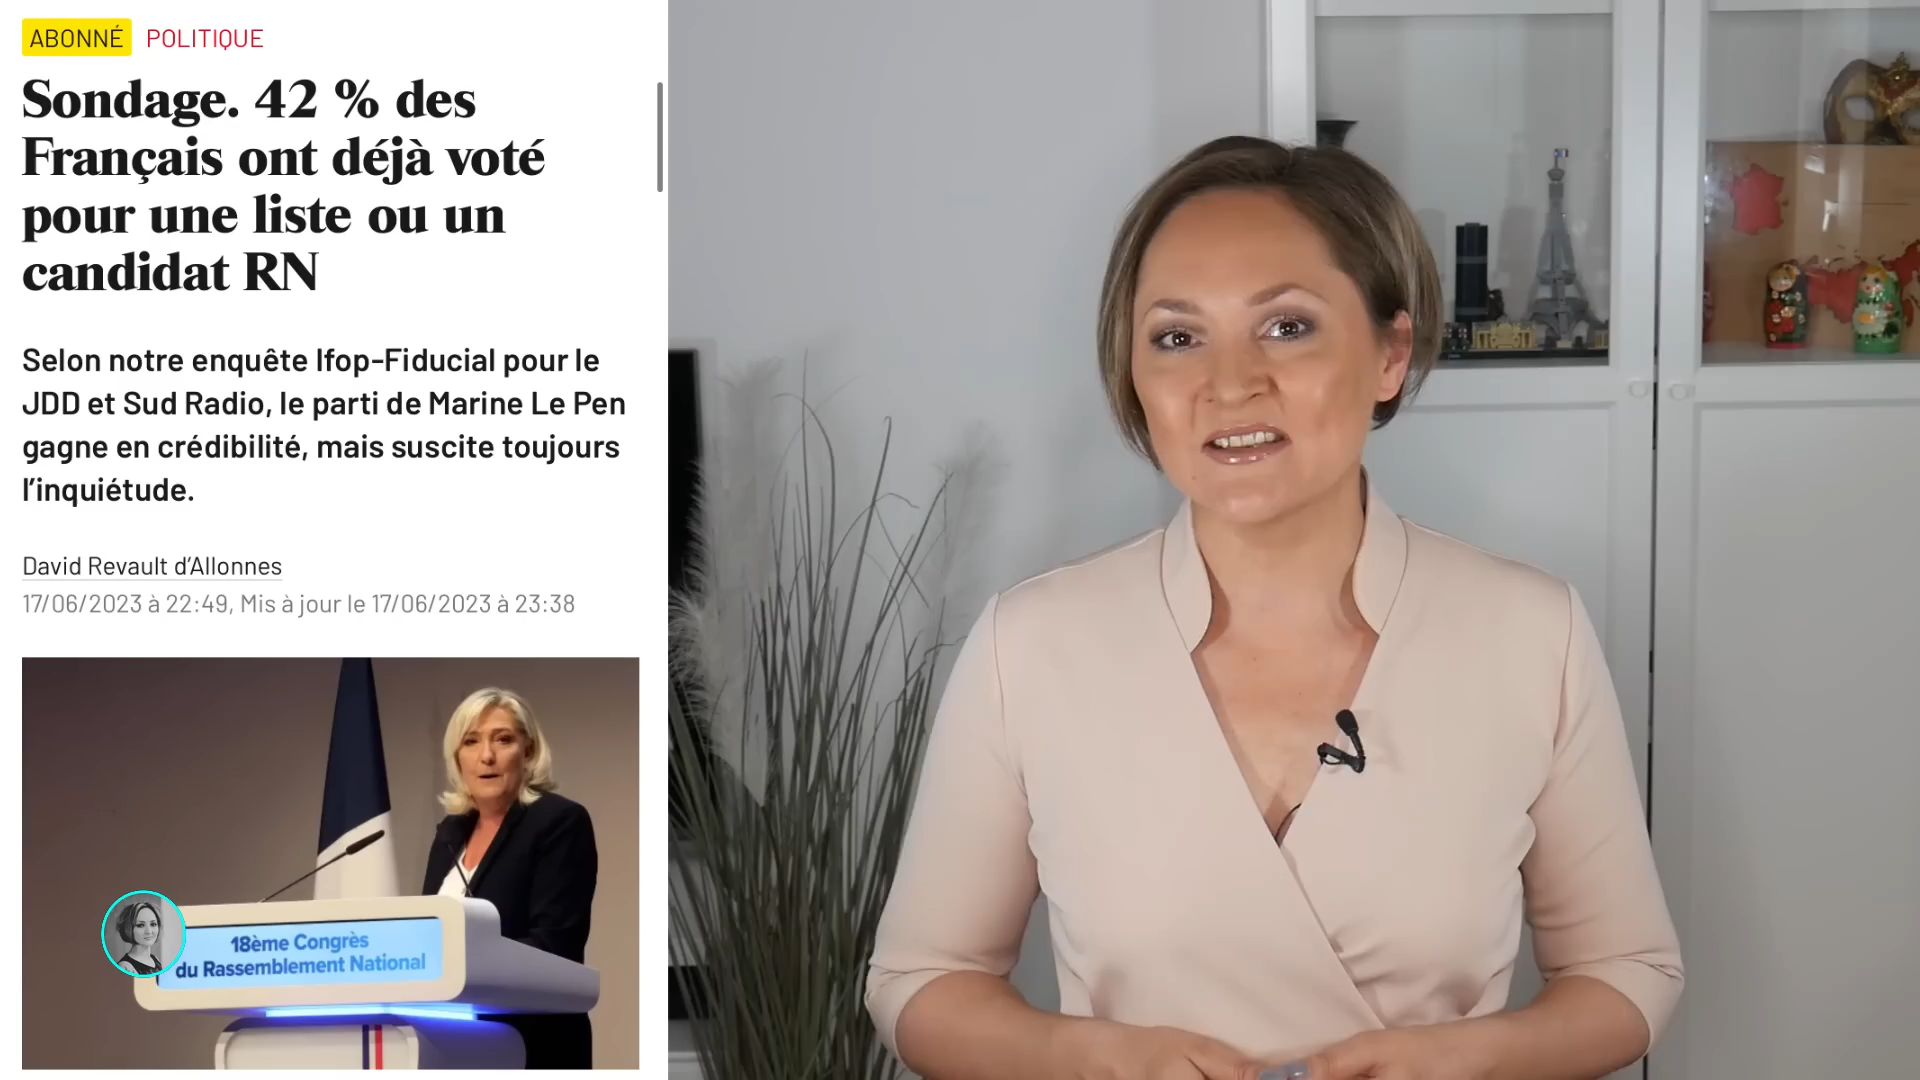 ABONNÉ POLITIQUE
Sondage. 42 % des
Français ont déjà voté
pour une liste ou un
candidat RN
Selon notre enquête Ifop-Fiducial pour le
JDD et Sud Radio, le parti de Marine Le Pen
gagne en crédibilité, mais suscite toujours
l’inquiétude.
David Revault d’Allonnes
17/06/2023 à 22:49, Mis à jour le 17/06/2023 à 23:38
18ème Congrès
du Rassemblement National